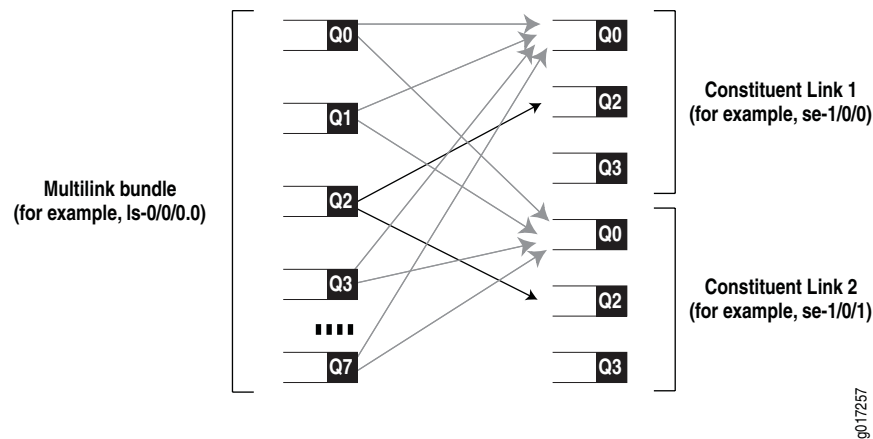 Multilink bundle
(for example, ls-0/0/0.0)
Q0
Q1
Q2
Q3
Q7
Q0
Q2
Q3
Q0
Q2
Q3
Constituent Link 1
(for example, se-1/0/0)
Constituent Link 2
(for example, se-1/0/1)
g017257